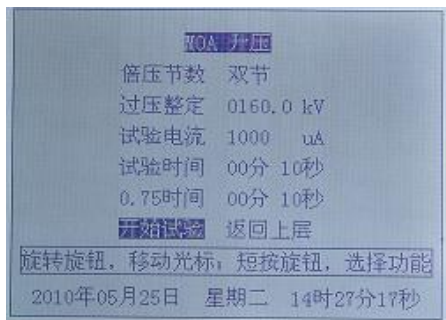 MOA 升压
倍压节数 双节
过压整定 0160.0 kV
试验电流 1000 uA
试验时间 00分 10秒
0.75时间 00分 10秒
开始试验 返回上层
旋转旋钮，移动光标；短按旋钮，选择功能
2010年05月25日 星期二 14时27分17秒